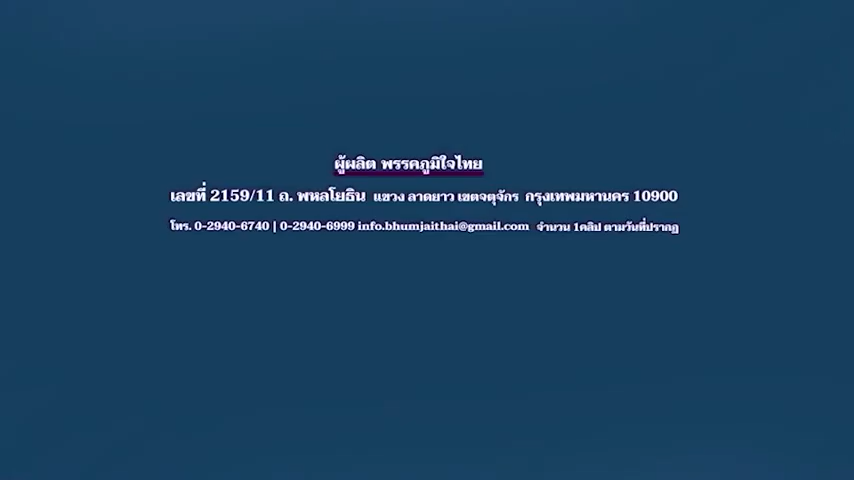 ผู้ผลิต พรรคภูมิใจไทย
เลขที่ 2159/11 ถ. พหลโยธิน แขวง ลาดยาว เขตจตุจักร กรุงเทพมหานคร 10900
โทร. 0-2940-6740 | 0-2940-6999 info.bhumjaithai@gmail.com จำนวน 1คลิป ตามวันที่ปรากฏ